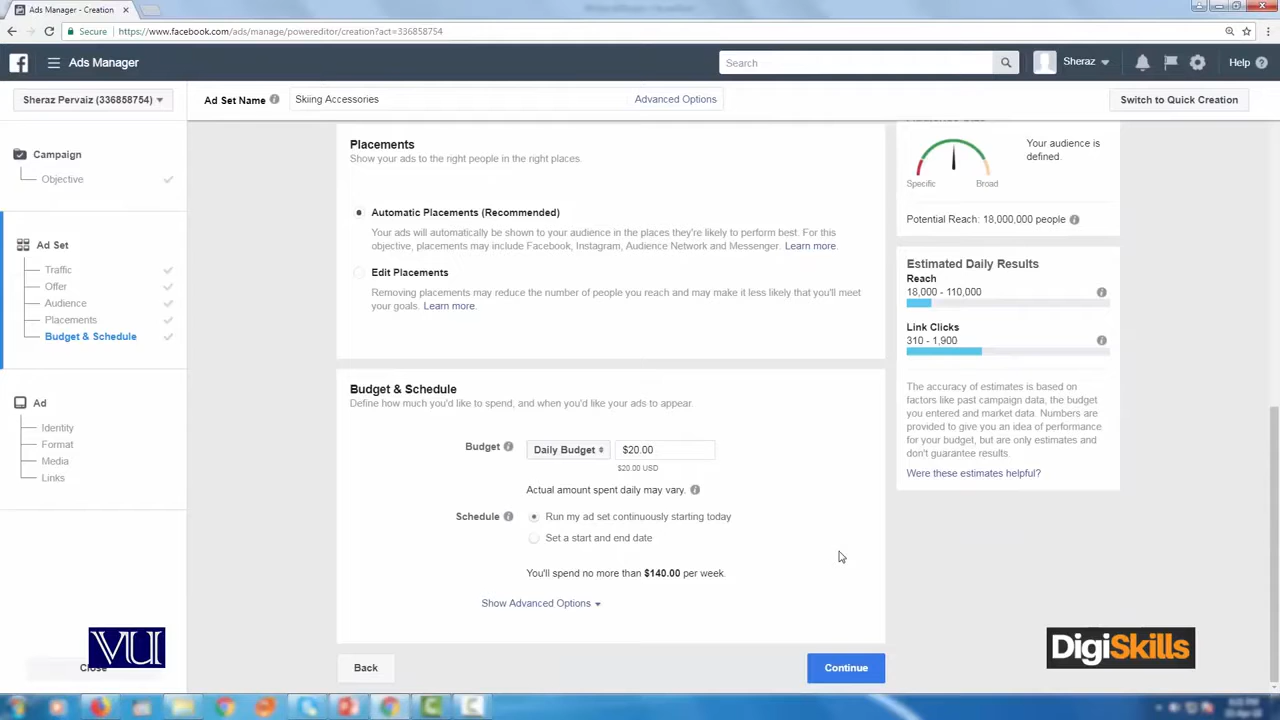 Ads Manager - Creation
Secure
https://www.facebook.com/ads/manage/powereditor/creation?act=336858754
Ads Manager
Search
Sheraz
Help
Sheraz Pervaiz (336858754)
Ad Set Name
Skiing Accessories
Advanced Options
Switch to Quick Creation
Campaign
Objective
Ad Set
Traffic
Offer
Audience
Placements
Budget & Schedule
Ad
Identity
Format
Media
Links
Close
VU
Placements
Show your ads to the right people in the right places.
Automatic Placements (Recommended)
Your ads will automatically be shown to your audience in the places they're likely to perform best. For this
objective, placements may include Facebook, Instagram, Audience Network and Messenger. Learn more.
Edit Placements
Removing placements may reduce the number of people you reach and may make it less likely that you'll meet
your goals. Learn more.
Budget & Schedule
Define how much you'd like to spend, and when you'd like your ads to appear.
Budget
Daily Budget
$20.00
$20.00 USD
Actual amount spent daily may vary.
Schedule
Run my ad set continuously starting today
Set a start and end date
You'll spend no more than $140.00 per week.
Show Advanced Options
Back
Continue
Your audience is
defined.
Specific
Broad
Potential Reach: 18,000,000 people
Estimated Daily Results
Reach
18,000 - 110,000
Link Clicks
310 - 1,900
The accuracy of estimates is based on
factors like past campaign data, the budget
you entered and market data. Numbers are
provided to give you an idea of performance
for your budget, but are only estimates and
don't guarantee results.
Were these estimates helpful?
DigiSkills